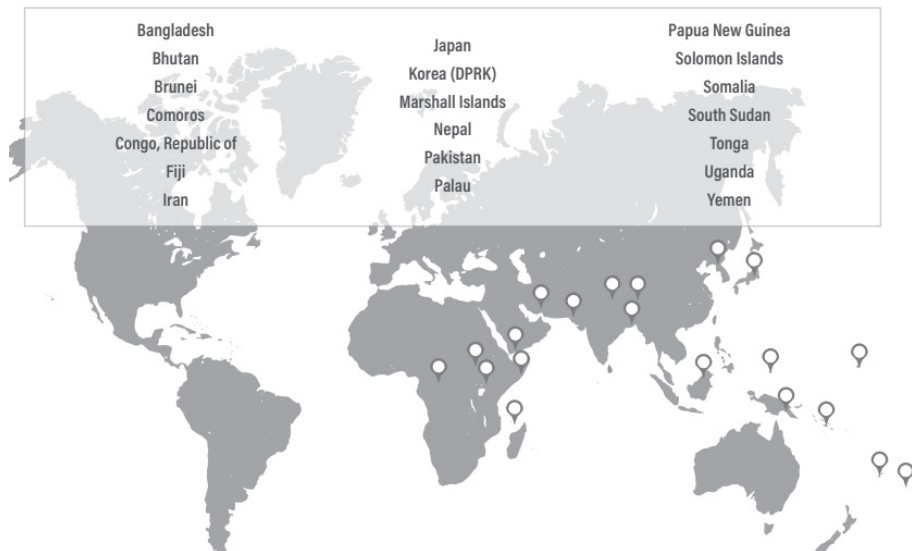 Bangladesh
Bhutan
Brunei
Comoros
Congo, Republic of
Fiji
Iran
Japan
Korea (DPRK)
Marshall Islands
Nepal
Pakistan
Palau
Papua New Guinea
Solomon Islands
Somalia
South Sudan
Tonga
Uganda
Yemen